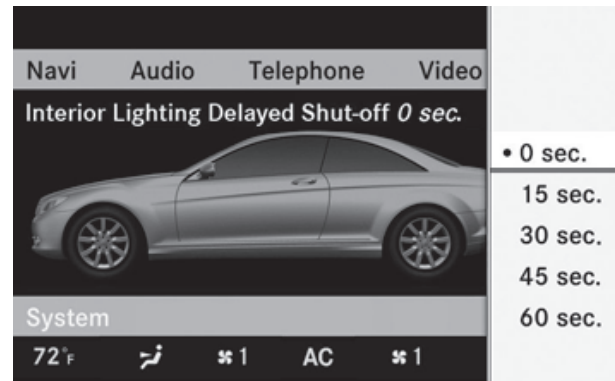 Navi Audio Telephone Video
Interior Lighting Delayed Shut-off 0 sec.
• 0 sec.
15 sec.
30 sec.
45 sec.
60 sec.
System
72°F 1 AC 1